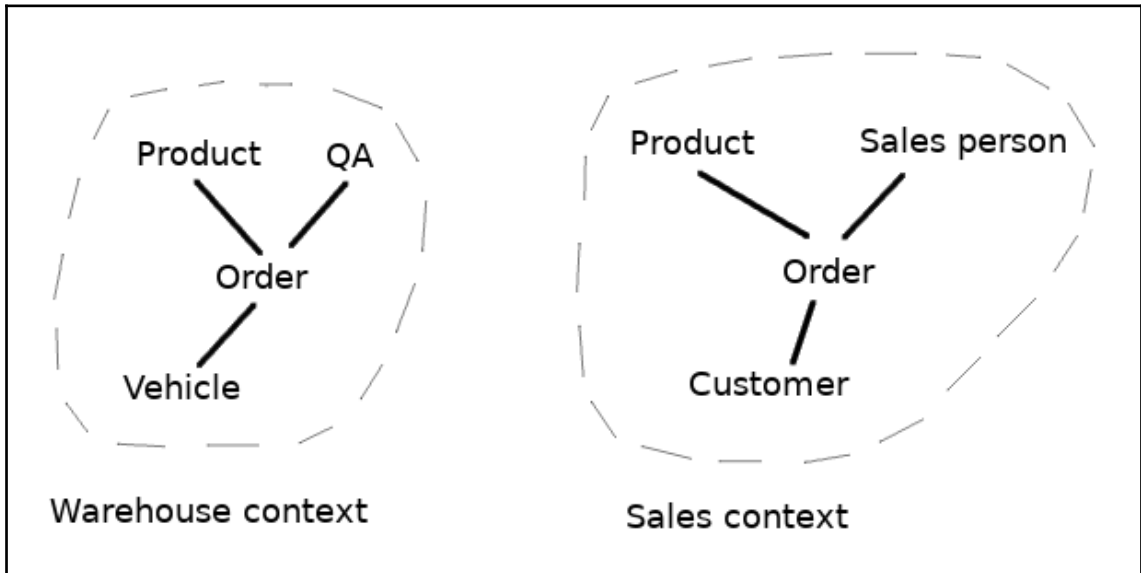 Product
QA
Order
Vehicle
Warehouse context
Product
Sales person
Order
Customer
Sales context